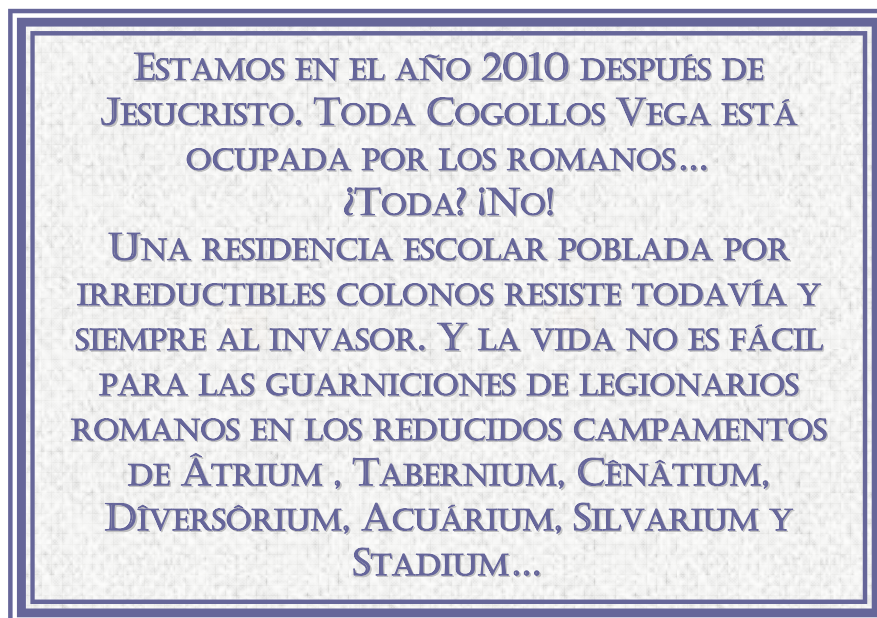 Estamos en el año 2010 después de
Jesucristo. Toda Cogollos Vega está
ocupada por los romanos...
¿Toda? ¡No!
Una residencia escolar poblada por
irreductibles colonos resiste todavía y
siempre al invasor. Y la vida no es fácil
para las guarniciones de legionarios
romanos en los reducidos campamentos
de Âtrium , Tabernium, Cênâtium,
Dîversôrium, Acuárium, Silvarium y
Stadium...